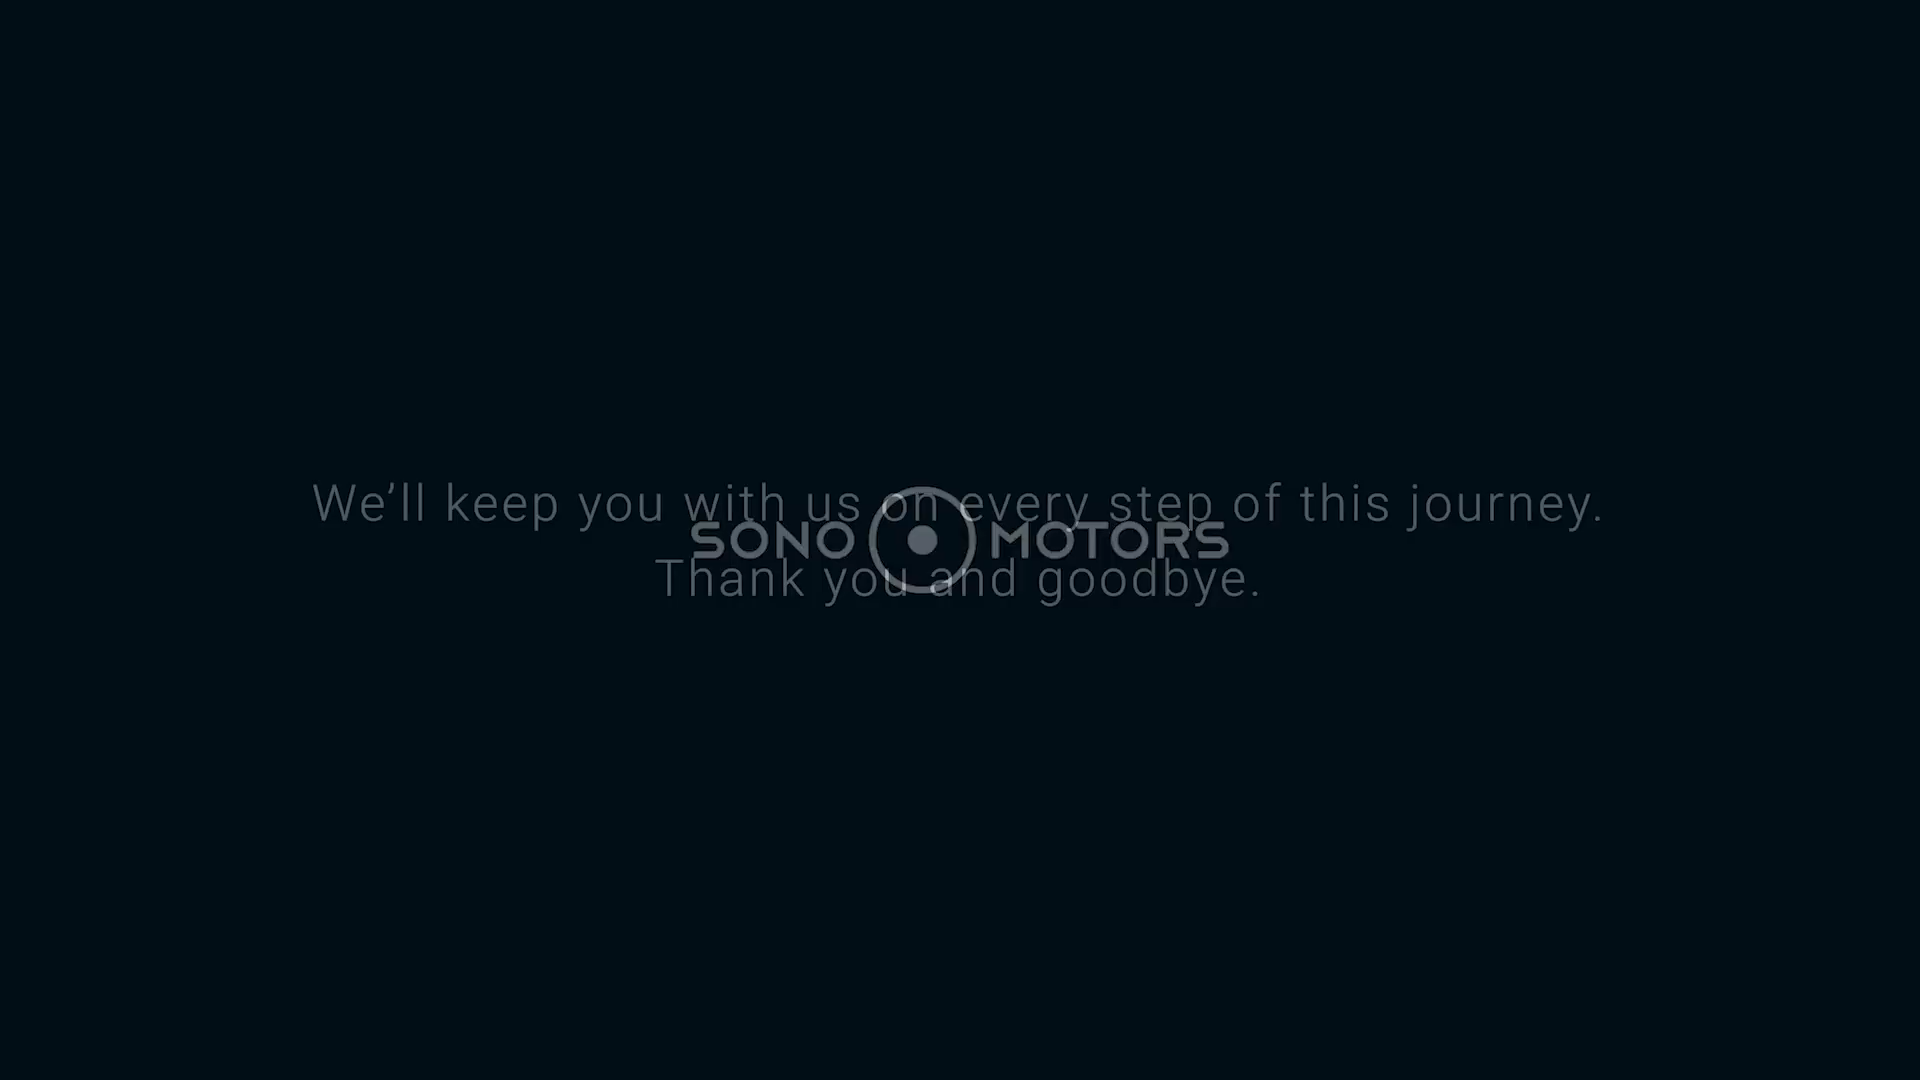 We’ll keep you with us on every step of this journey.
SONO MOTORS
Thank you and goodbye.